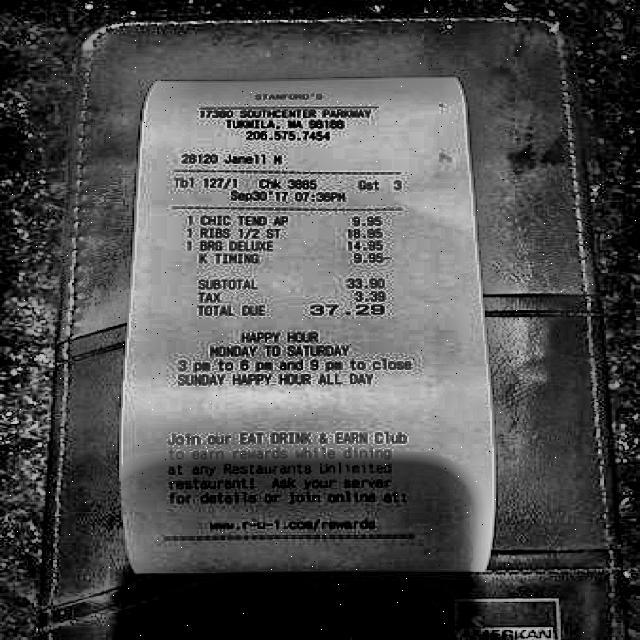 STANFORD'S
17380 SOUTHCENTER PARKWAY
TUKWILA, WA 98188
206.575.7454
28120 Janell M
Tbl 127/1 Chk 3665 Gst 3
Sep30'17 07:36PM
1 CHIC TEND AP 9.95
1 RIBS 1/2 ST 18.95
1 BRG DELUXE 14.95
K TIMING 9.95-
SUBTOTAL 33.90
TAX 3.39
TOTAL DUE 37.29
HAPPY HOUR
MONDAY TO SATURDAY
3 pm to 6 pm and 9 pm to close
SUNDAY HAPPY HOUR ALL DAY
Join our EAT DRINK & EARN Club
to earn rewards while dining
at any Restaurants Unlimited
restaurant! Ask your server
for details or join online at:
www.r-u-i.com/rewards